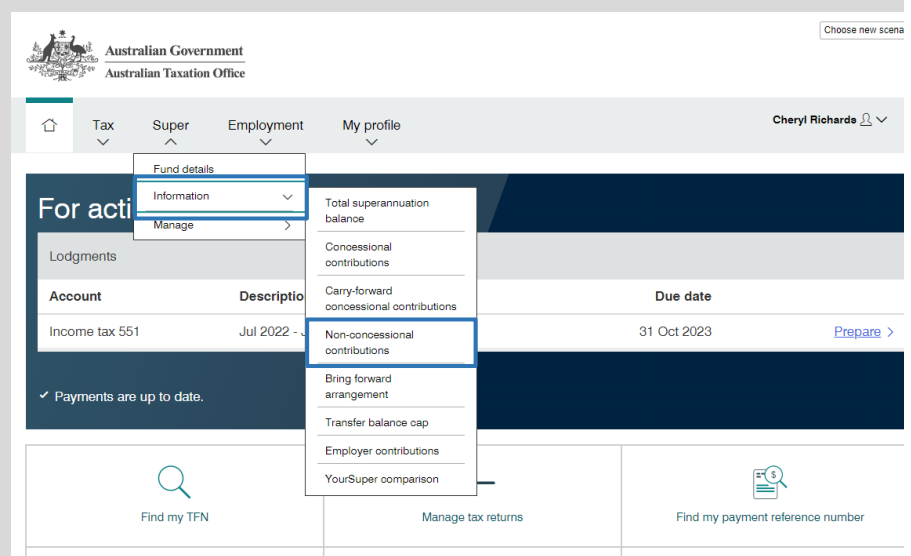 Choose new scena
Australian Government
Australian Taxation Office
Tax
Super
Employment
My profile
Cheryl Richards
Fund details
Information
Manage
Total superannuation
balance
Concessional
contributions
Carry-forward
concessional contributions
Non-concessional
contributions
Bring forward
arrangement
Transfer balance cap
Employer contributions
YourSuper comparison
For acti
Lodgments
Account
Descriptio
Due date
Income tax 551
Jul 2022 - J
31 Oct 2023
Prepare >
Payments are up to date.
Find my TFN
Manage tax returns
Find my payment reference number